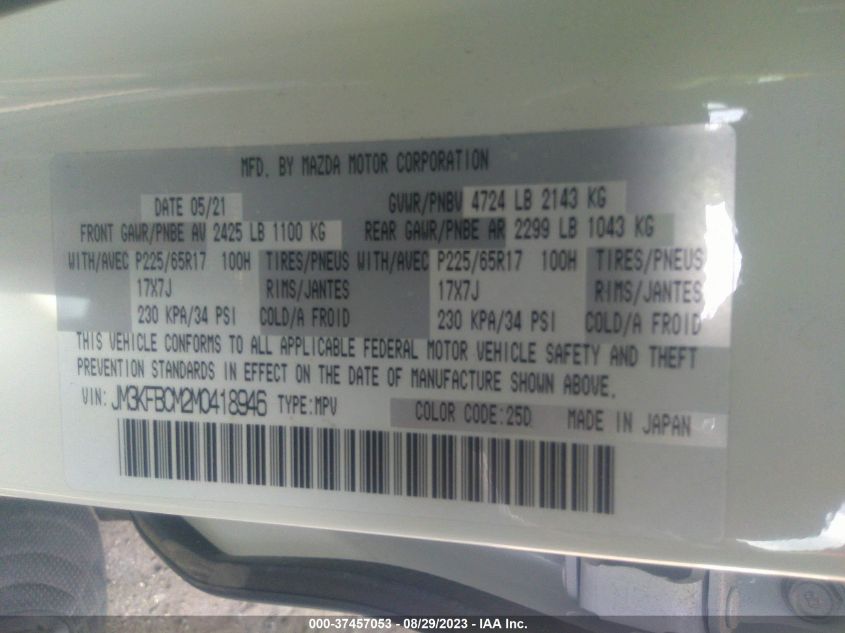 MFD. BY MAZDA MOTOR CORPORATION
DATE 05/21 GVWR/PNBV 4724 LB 2143 KG
FRONT GAWR/PNBE AV 2425 LB 1100 KG REAR GAWR/PNBE AR 2299 LB 1043 KG
WITH/AVEC P225/65R17 100H TIRES/PNEUS WITH/AVEC P225/65R17 100H TIRES/PNEUS
17X7J RIMS/JANTES 17X7J RIMS/JANTES
230 KPA/34 PSI COLD/A FROID 230 KPA/34 PSI COLD/A FROID
THIS VEHICLE CONFORMS TO ALL APPLICABLE FEDERAL MOTOR VEHICLE SAFETY AND THEFT
PREVENTION STANDARDS IN EFFECT ON THE DATE OF MANUFACTURE SHOWN ABOVE.
VIN: JM3KFBCM2M0418946 TYPE:MPV COLOR CODE:25D MADE IN JAPAN
000-37457053 - 08/29/2023 - IAA Inc.